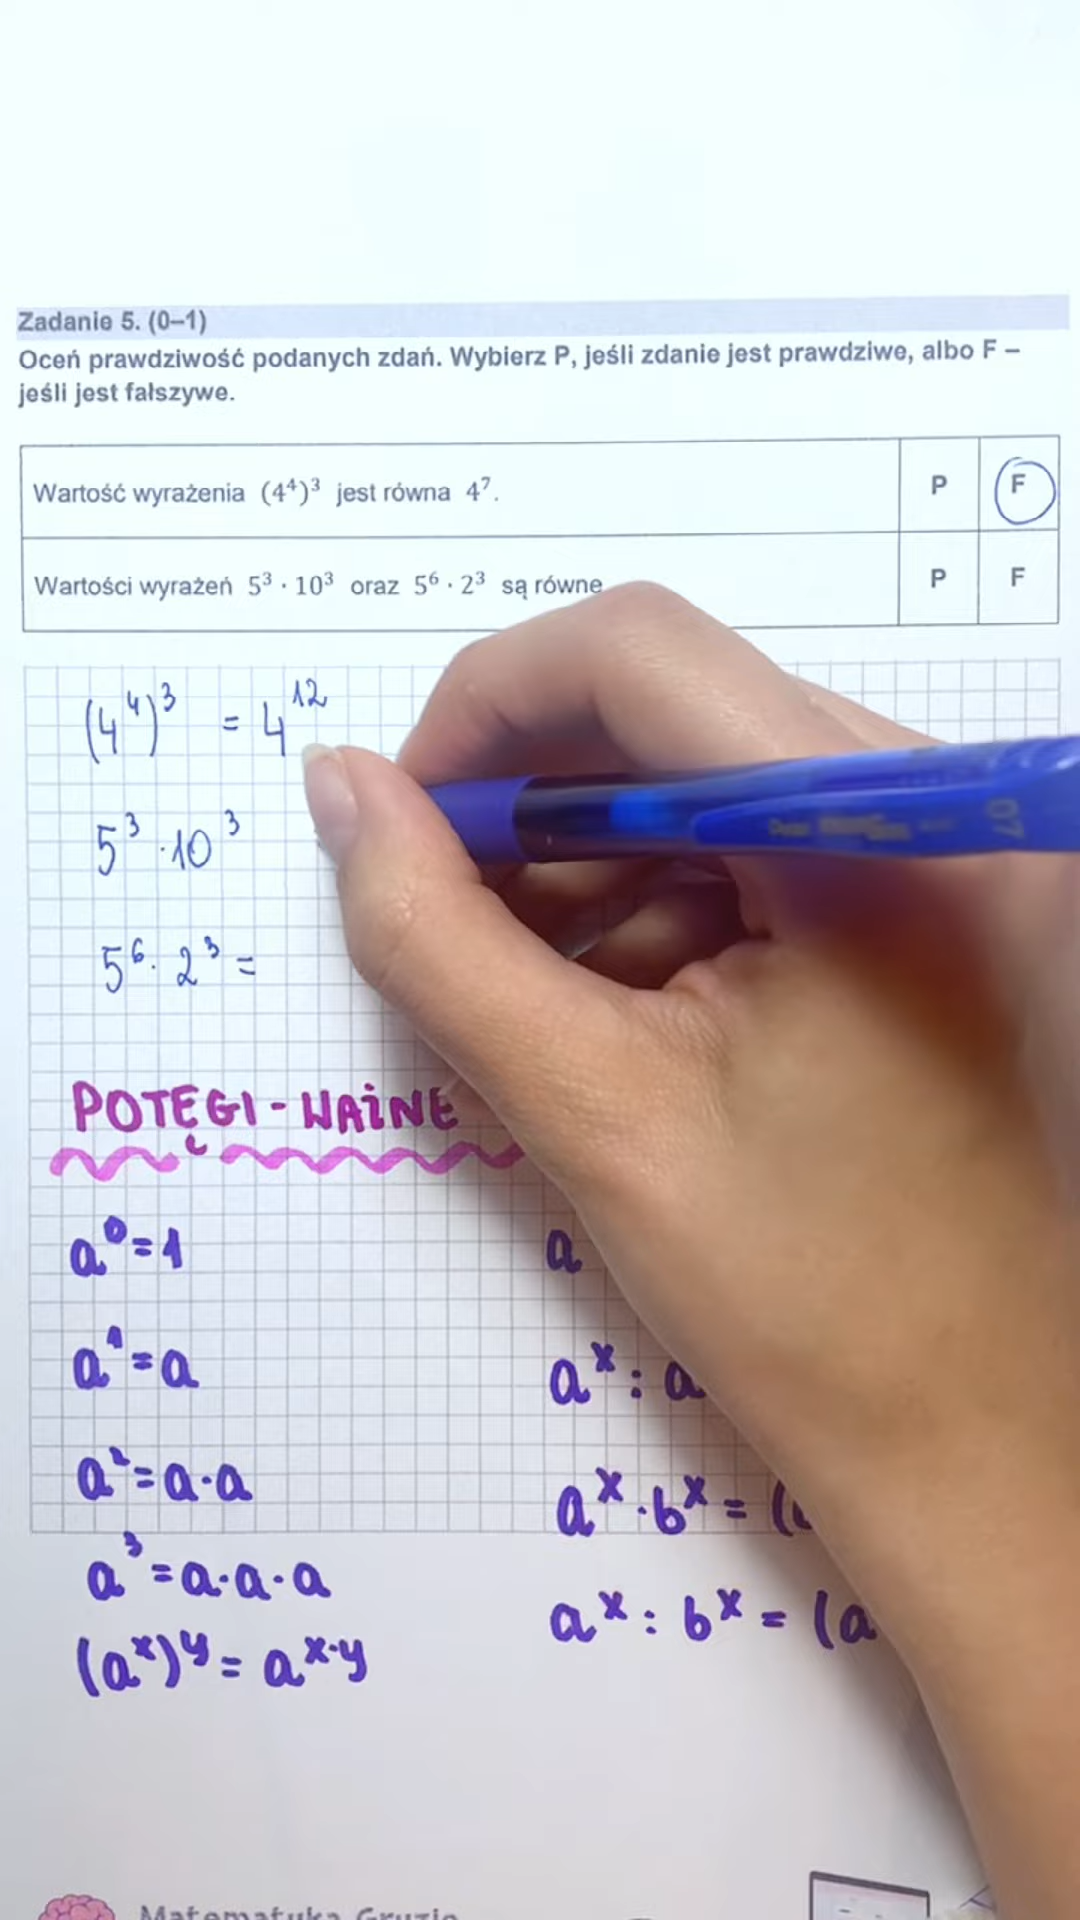 Zadanie 5. (0–1)
Oceń prawdziwość podanych zdań. Wybierz P, jeśli zdanie jest prawdziwe, albo F –
jeśli jest fałszywe.
Wartość wyrażenia (4⁴)³ jest równa 4⁷. P F
Wartości wyrażeń 5³ · 10³ oraz 5⁶ · 2³ są równe P F
(4⁴)³ = 4¹²
5³ · 10³
5⁶ · 2³ =
POTĘGI - WAŻNE
a⁰ = 1
a¹ = a
a² = a · a
a³ = a · a · a
(aˣ)ʸ = aˣ·ʸ
a
aˣ : a
aˣ · bˣ = (
aˣ : bˣ = (a
07